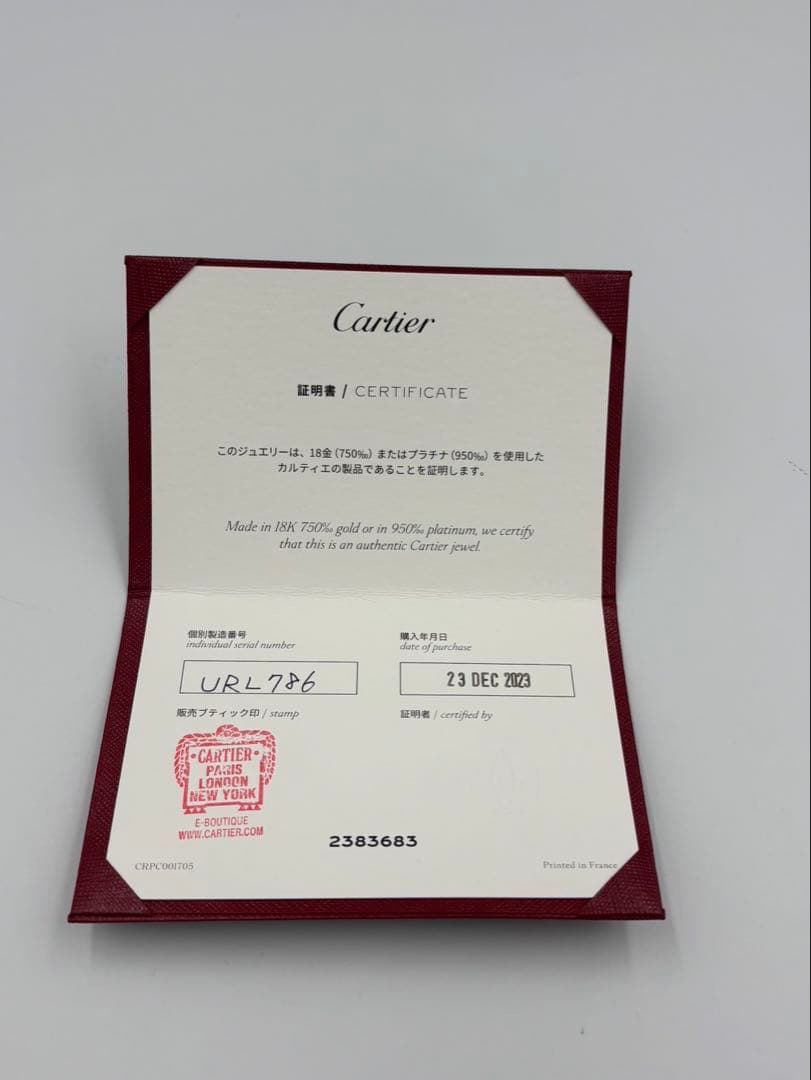 Cartier
証明書 / CERTIFICATE
このジュエリーは、18金(750‰)またはプラチナ(950‰)を使用した
カルティエの製品であることを証明します。
Made in 18K 750‰ gold or in 950‰ platinum, we certify
that this is an authentic Cartier jewel.
個別製造番号
individual serial number
URL786
購入年月日
date of purchase
23 DEC 2023
販売ブティック印 / stamp
証明者 / certified by
CARTIER
PARIS
LONDON
NEW YORK
E-BOUTIQUE
WWW.CARTIER.COM
2383683
CRPC001705
Printed in France